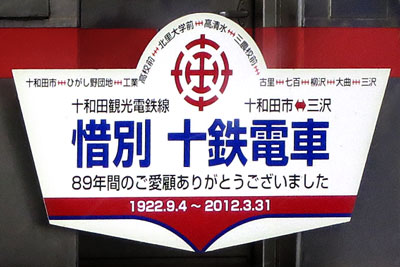 十和田市⟷ひがし野団地⟷工業高校前⟷北里大学前⟷高清水⟷三農校前⟷古里⟷七百⟷柳沢⟷大曲⟷三沢
十和田観光電鉄線 十和田市⟷三沢
惜別 十鉄電車
89年間のご愛顧ありがとうございました
1922.9.4～2012.3.31